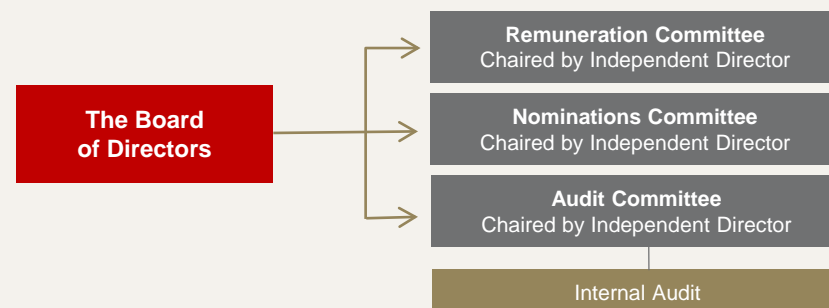 The Board
of Directors
Remuneration Committee
Chaired by Independent Director
Nominations Committee
Chaired by Independent Director
Audit Committee
Chaired by Independent Director
Internal Audit